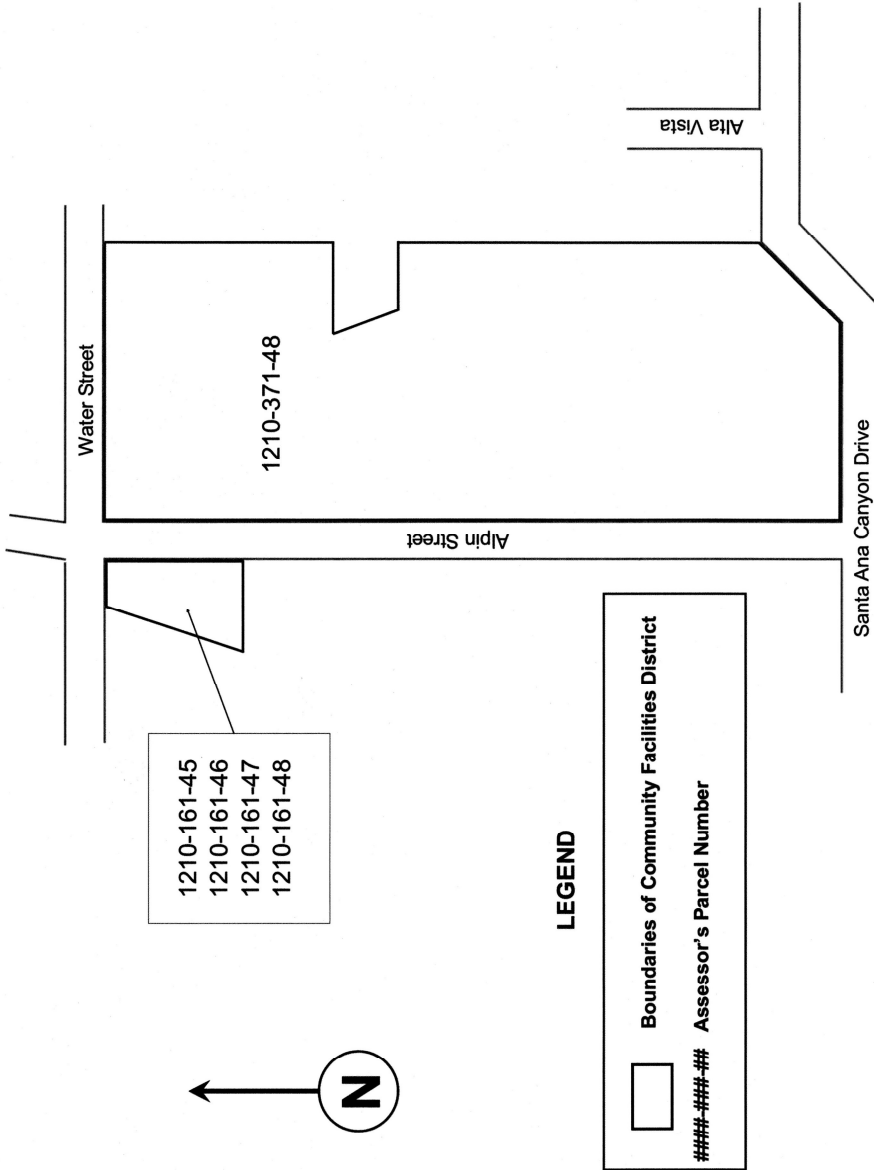 Water Street
Alta Vista
1210-371-48
Alpin Street
1210-161-45
1210-161-46
1210-161-47
1210-161-48
Santa Ana Canyon Drive
N
LEGEND
Boundaries of Community Facilities District
####-###-## Assessor's Parcel Number